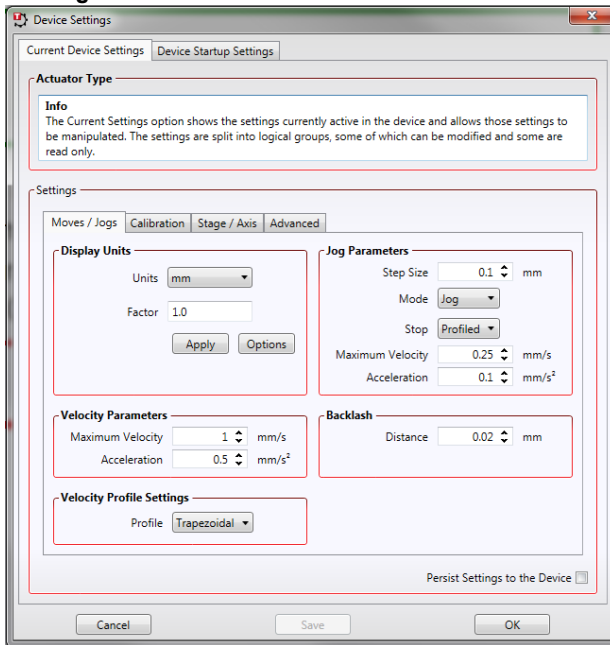 Device Settings
Current Device Settings Device Startup Settings
Actuator Type
Info
The Current Settings option shows the settings currently active in the device and allows those settings to
be manipulated. The settings are split into logical groups, some of which can be modified and some are
read only.
Settings
Moves / Jogs Calibration Stage / Axis Advanced
Display Units
Units mm
Factor 1.0
Apply Options
Jog Parameters
Step Size 0.1 mm
Mode Jog
Stop Profiled
Maximum Velocity 0.25 mm/s
Acceleration 0.1 mm/s²
Velocity Parameters
Maximum Velocity 1 mm/s
Acceleration 0.5 mm/s²
Backlash
Distance 0.02 mm
Velocity Profile Settings
Profile Trapezoidal
Persist Settings to the Device
Cancel Save OK